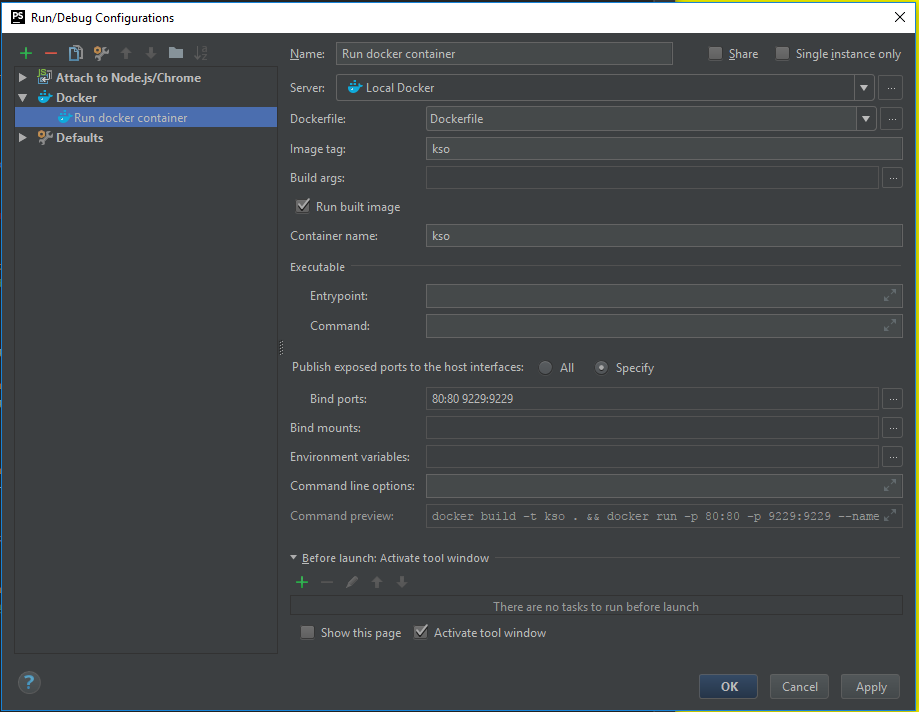 PS Run/Debug Configurations
Name: Run docker container Share Single instance only
Attach to Node.js/Chrome
Docker
Run docker container
Defaults
Server: Local Docker
Dockerfile: Dockerfile
Image tag: kso
Build args:
Run built image
Container name: kso
Executable
Entrypoint:
Command:
Publish exposed ports to the host interfaces: All Specify
Bind ports: 80:80 9229:9229
Bind mounts:
Environment variables:
Command line options:
Command preview: docker build -t kso . && docker run -p 80:80 -p 9229:9229 --name
Before launch: Activate tool window
There are no tasks to run before launch
Show this page Activate tool window
? OK Cancel Apply